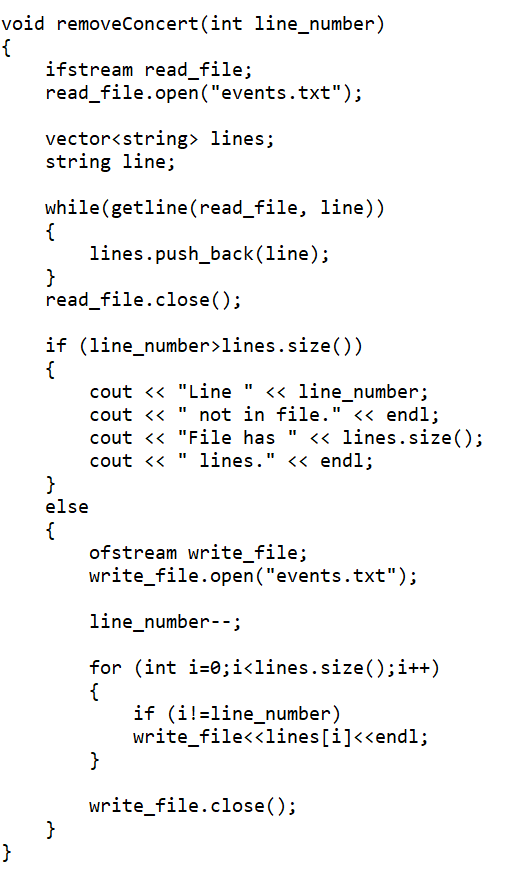 void removeConcert(int line_number)
{
    ifstream read_file;
    read_file.open("events.txt");

    vector<string> lines;
    string line;

    while(getline(read_file, line))
    {
        lines.push_back(line);
    }
    read_file.close();

    if (line_number>lines.size())
    {
        cout << "Line " << line_number;
        cout << " not in file." << endl;
        cout << "File has " << lines.size();
        cout << " lines." << endl;
    }
    else
    {
        ofstream write_file;
        write_file.open("events.txt");

        line_number--;

        for (int i=0;i<lines.size();i++)
        {
            if (i!=line_number)
            write_file<<lines[i]<<endl;
        }

        write_file.close();
    }
}